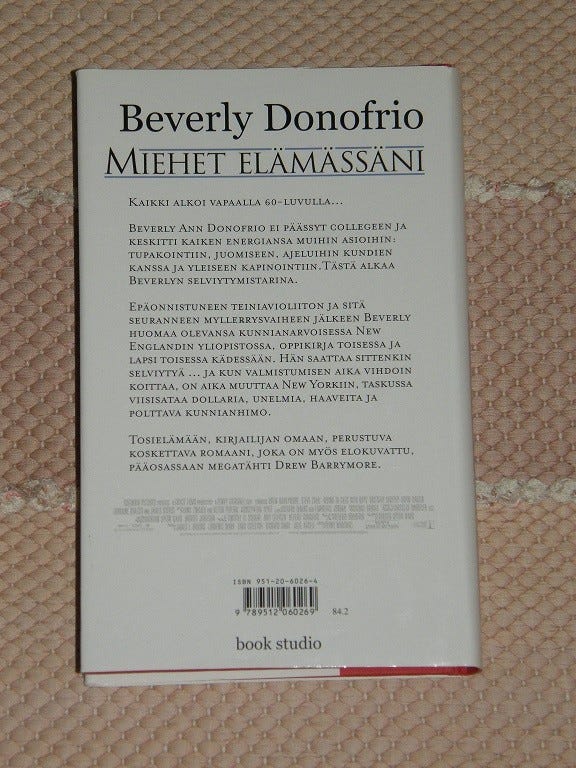 Beverly Donofrio
MIEHET ELÄMÄSSÄNI
KAIKKI ALKOI VAPAALLA 60-LUVULLA...
BEVERLY ANN DONOFRIO EI PÄÄSSYT COLLEGEEN JA
KESKITTI KAIKEN ENERGIANSA MUIHIN ASIOIHIN:
TUPAKOINTIIN, JUOMISEEN, AJELUIHIN KUNDIEN
KANSSA JA YLEISEEN KAPINOINTIIN. TÄSTÄ ALKAA
BEVERLYN SELVIYTYMISTARINA.
EPÄONNISTUNEEN TEINIAVIOLIITON JA SITÄ
SEURANNEEN MYLLERRYSVAIHEEN JÄLKEEN BEVERLY
HUOMAA OLEVANSA KUNNIANARVOISESSA NEW
ENGLANDIN YLIOPISTOSSA, OPPIKIRJA TOISESSA JA
LAPSI TOISESSA KÄDESSÄÄN. HÄN SAATTAA SITTENKIN
SELVIYTYÄ ... JA KUN VALMISTUMISEN AIKA VIHDOIN
KOITTAA, ON AIKA MUUTTAA NEW YORKIIN, TASKUSSA
VIISISATAA DOLLARIA, UNELMIA, HAAVEITA JA
POLTTAVA KUNNIANHIMO.
TOSIELÄMÄÄN, KIRJAILIJAN OMAAN, PERUSTUVA
KOSKETTAVA ROMAANI, JOKA ON MYÖS ELOKUVATTU,
PÄÄOSASSAAN MEGATÄHTI DREW BARRYMORE.
ISBN 951-20-6026-4
9 789512 060269 84.2
book studio